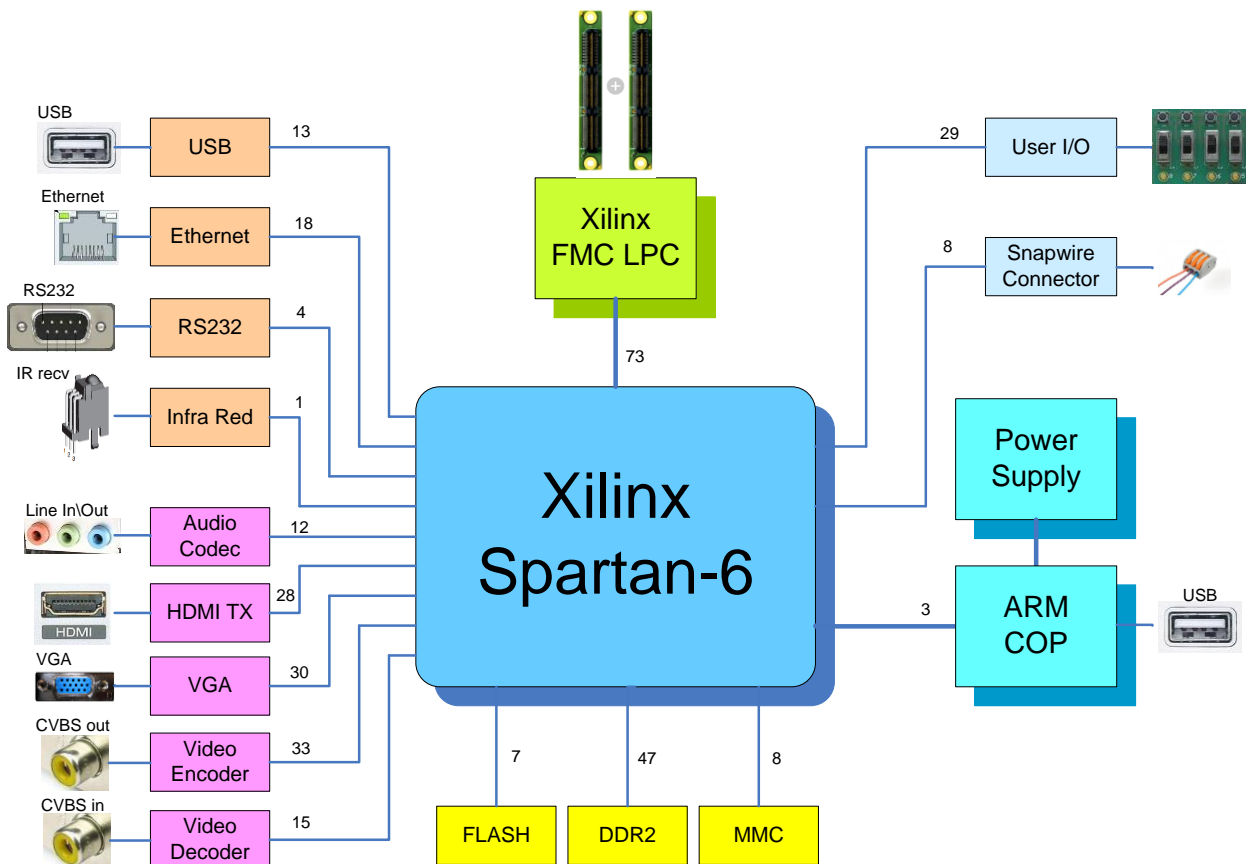 USB
USB
13
Ethernet
Ethernet
18
RS232
RS232
4
IR recv
Infra Red
1
Line In\Out
Audio
Codec
12
HDMI
HDMI TX
28
VGA
VGA
30
CVBS out
Video
Encoder
33
CVBS in
Video
Decoder
15
Xilinx
FMC LPC
73
Xilinx
Spartan-6
7
47
8
FLASH
DDR2
MMC
29
User I/O
8
Snapwire
Connector
Power
Supply
3
ARM
COP
USB